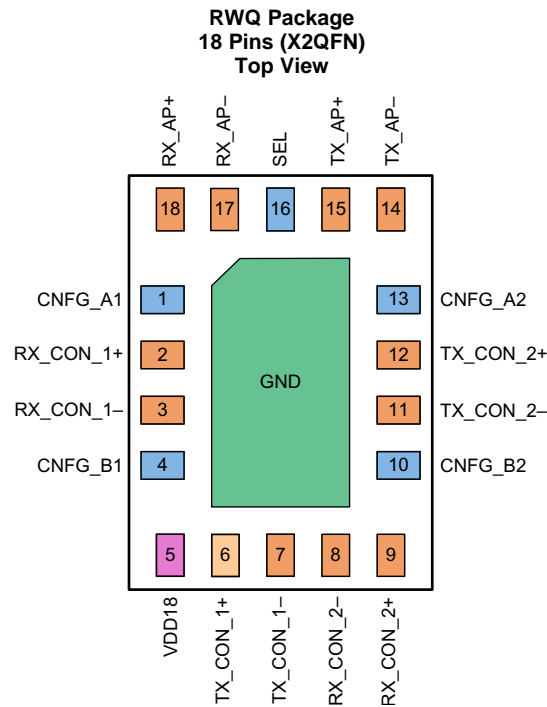 RWQ Package
18 Pins (X2QFN)
Top View
RX_AP+
RX_AP–
SEL
TX_AP+
TX_AP–
18
17
16
15
14
CNFG_A1
1
13
CNFG_A2
RX_CON_1+
2
12
TX_CON_2+
GND
RX_CON_1–
3
11
TX_CON_2–
CNFG_B1
4
10
CNFG_B2
5
6
7
8
9
VDD18
TX_CON_1+
TX_CON_1–
RX_CON_2–
RX_CON_2+